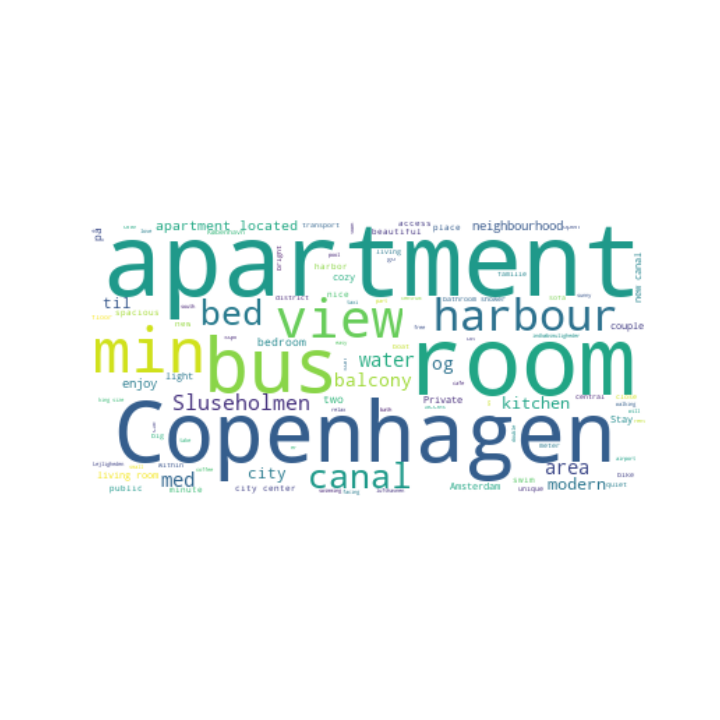 apartment located transport access place neighbourhood
på beautiful
apartment
living
bright harbor familie
cozy new canal
til nice district bathroom shower
bed view harbour
spacious
new couple
min bus room
bedroom
water og
light balcony
enjoy
Sluseholmen two Private kitchen central
Copenhagen
Stay
big
within city canal area
living room med modern bike
public minute city center Amsterdam swim unique quiet